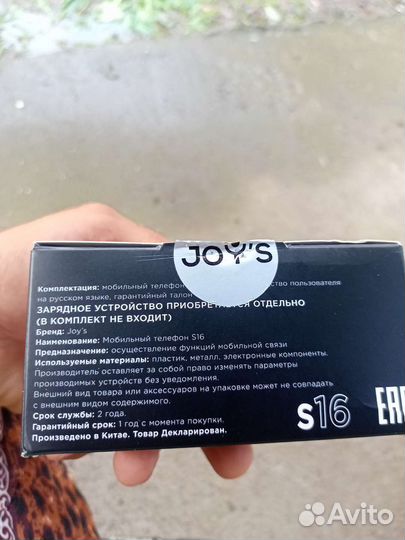 JOY'S
Комплектация: мобильный телефон пользователя
на русском языке, гарантийный талон
ЗАРЯДНОЕ УСТРОЙСТВО ПРИОБРЕТАЕТСЯ ОТДЕЛЬНО
(В КОМПЛЕКТ НЕ ВХОДИТ)
Бренд: Joy's
Наименование: Мобильный телефон S16
Предназначение: осуществление функций мобильной связи
Используемые материалы: пластик, металл, электронные компоненты.
Производитель оставляет за собой право изменять параметры
производимых устройств без уведомления.
Внешний вид товара или аксессуаров на упаковке может не совпадать
с внешним видом содержимого.
Срок службы: 2 года.
Гарантийный срок: 1 год с момента покупки.
Произведено в Китае. Товар Декларирован.
S16
EAC
Avito